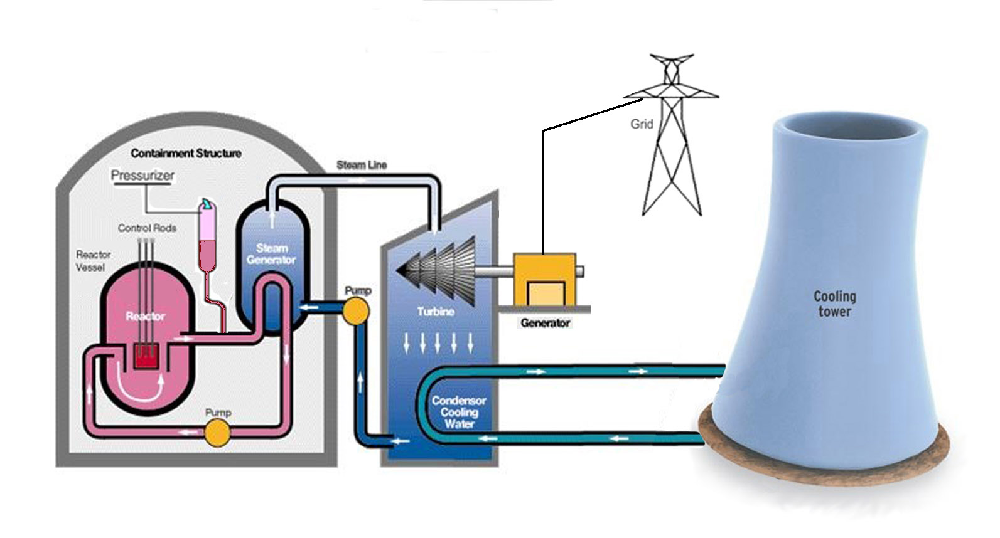 Containment Structure
Pressurizer
Control Rods
Reactor
Vessel
Reactor
Pump
Steam
Generator
Steam Line
Pump
Turbine
Condensor
Cooling
Water
Generator
Grid
Cooling
tower